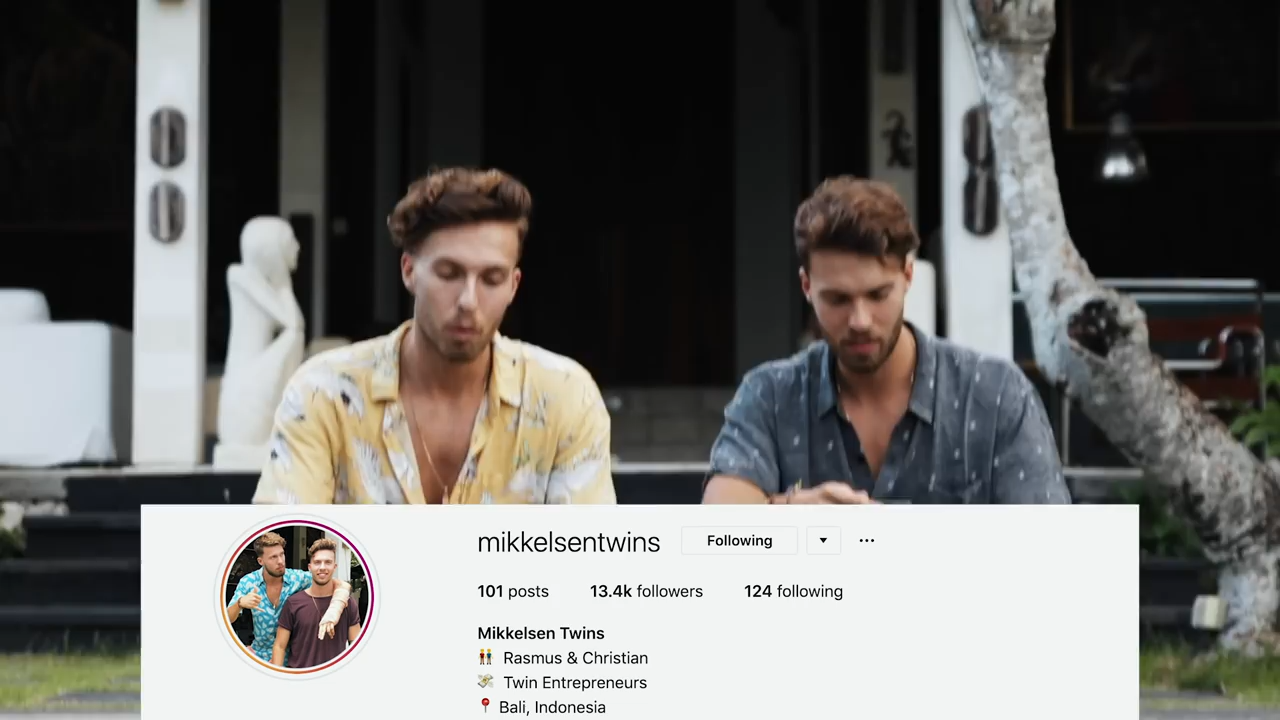 mikkelsentwins Following
101 posts 13.4k followers 124 following
Mikkelsen Twins
👬 Rasmus & Christian
💸 Twin Entrepreneurs
📍 Bali, Indonesia